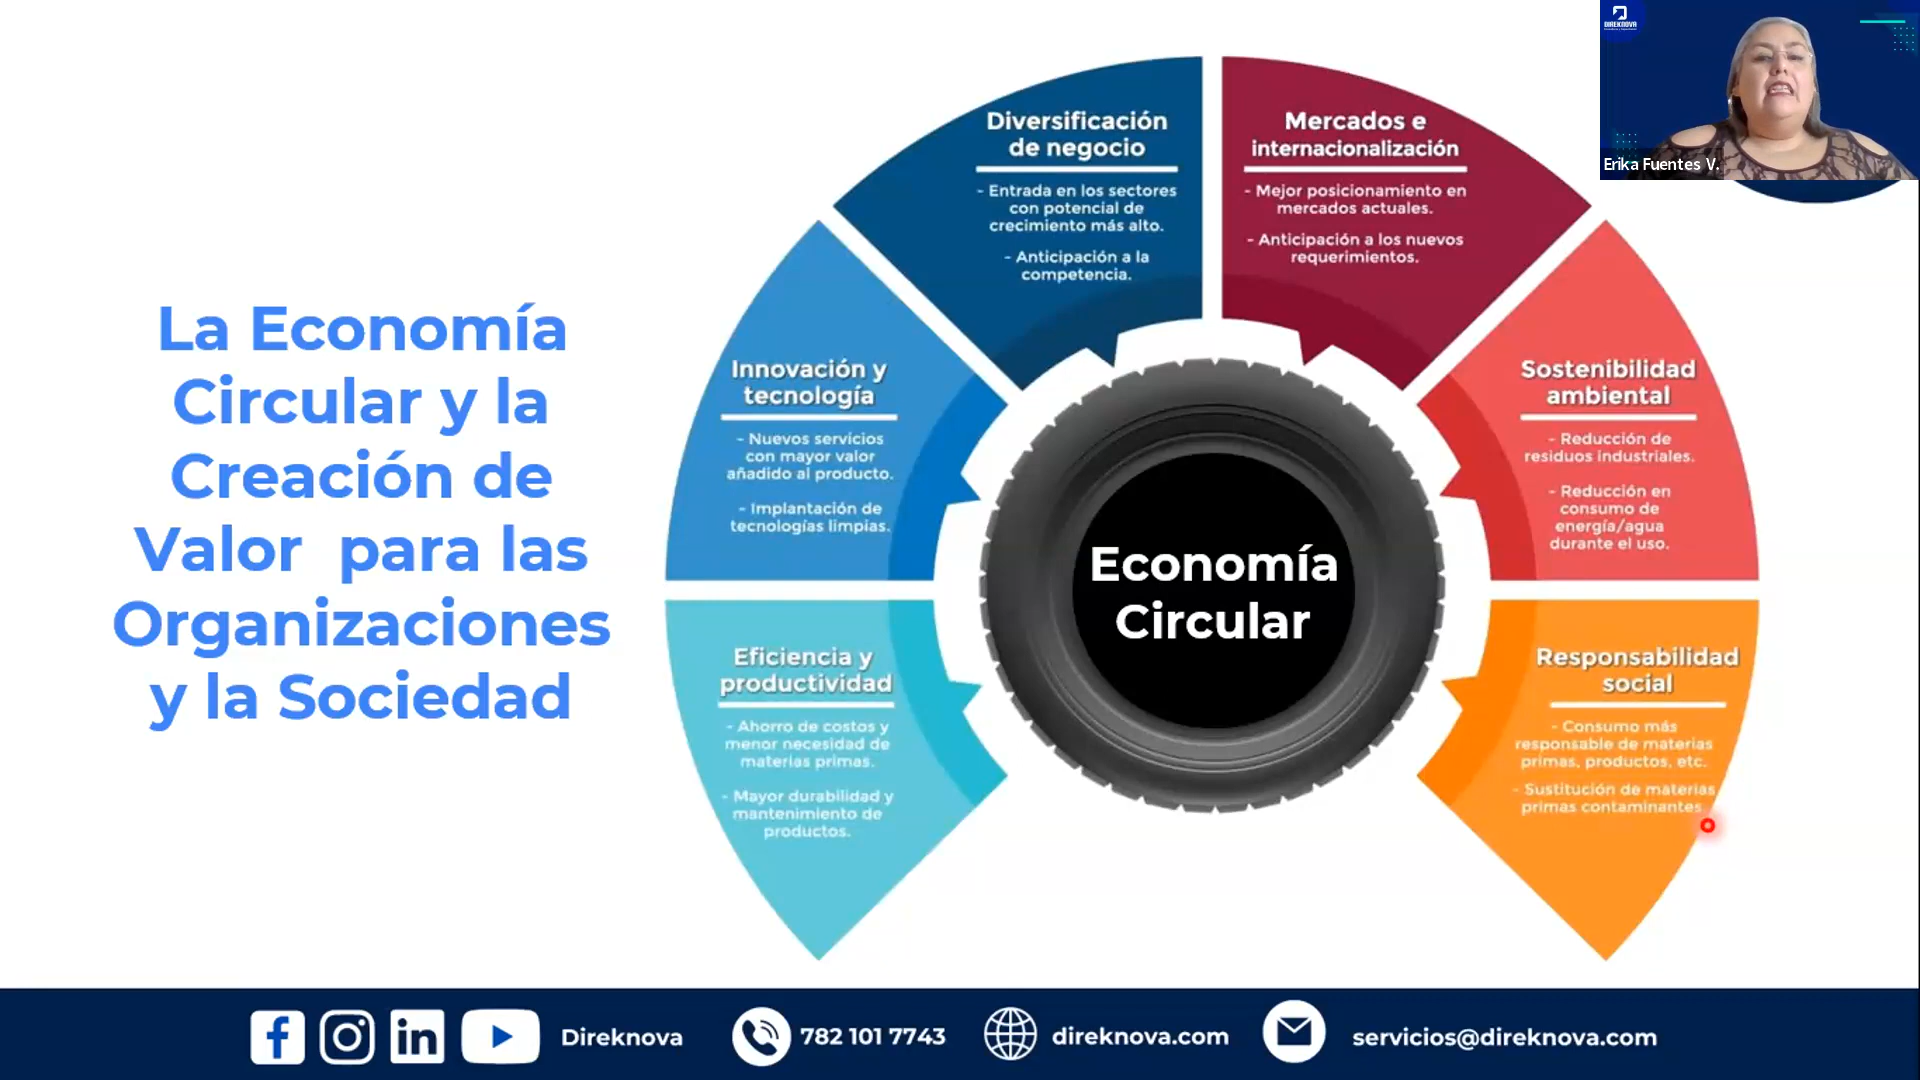 DIREKNOVA
Erika Fuentes V.
La Economía
Circular y la
Creación de
Valor para las
Organizaciones
y la Sociedad
Diversificación
de negocio
- Entrada en los sectores
con potencial de
crecimiento más alto.
- Anticipación a la
competencia.
Mercados e
internacionalización
- Mejor posicionamiento en
mercados actuales.
- Anticipación a los nuevos
requerimientos.
Innovación y
tecnología
- Nuevos servicios
con mayor valor
añadido al producto.
- Implantación de
tecnologías limpias.
Sostenibilidad
ambiental
- Reducción de
residuos industriales.
- Reducción en
consumo de
energía/agua
durante el uso.
Eficiencia y
productividad
- Ahorro de costos y
menor necesidad de
materias primas.
- Mayor durabilidad y
mantenimiento de
productos.
Responsabilidad
social
- Consumo más
responsable de materias
primas, productos, etc.
- Sustitución de materias
primas contaminantes.
Economía
Circular
Direknova
782 101 7743
direknova.com
servicios@direknova.com